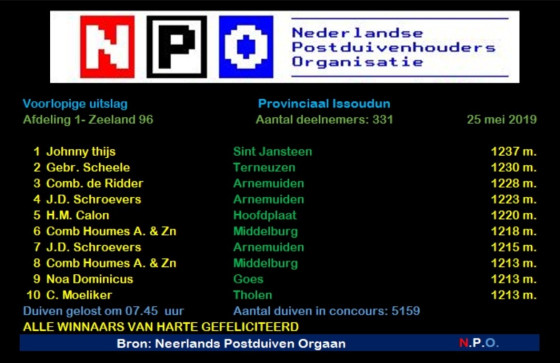 NPO
Nederlandse
Postduivenhouders
Organisatie
Voorlopige uitslag Provinciaal Issoudun
Afdeling 1- Zeeland 96 Aantal deelnemers: 331 25 mei 2019
1 Johnny thijs Sint Jansteen 1237 m.
2 Gebr. Scheele Terneuzen 1230 m.
3 Comb. de Ridder Arnemuiden 1228 m.
4 J.D. Schroevers Arnemuiden 1223 m.
5 H.M. Calon Hoofdplaat 1220 m.
6 Comb Houmes A. & Zn Middelburg 1218 m.
7 J.D. Schroevers Arnemuiden 1215 m.
8 Comb Houmes A. & Zn Middelburg 1213 m.
9 Noa Dominicus Goes 1213 m.
10 C. Moeliker Tholen 1213 m.
Duiven gelost om 07.45 uur Aantal duiven in concours: 5159
ALLE WINNAARS VAN HARTE GEFELICITEERD
Bron: Neerlands Postduiven Orgaan N.P.O.